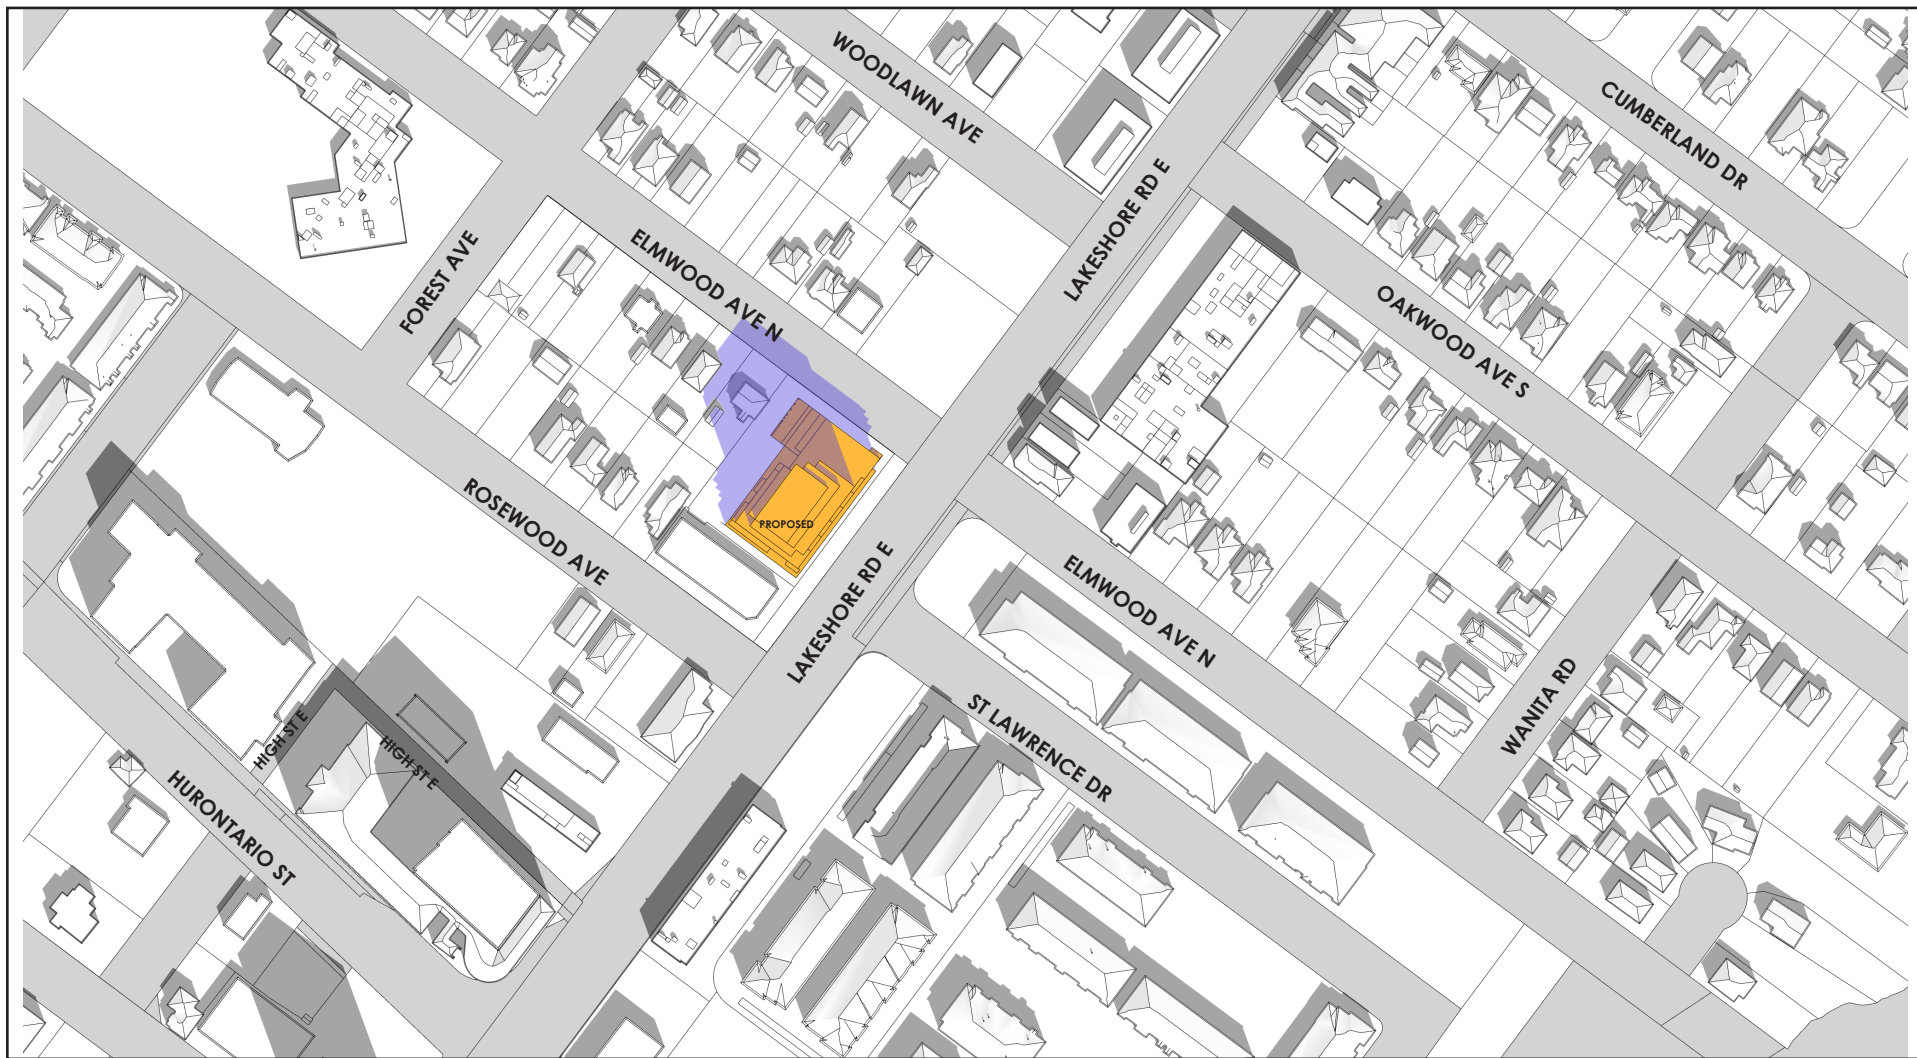 WOODLAWN AVE
CUMBERLAND DR
LAKESHORE RD E
FOREST AVE
ELMWOOD AVE N
OAKWOOD AVE S
ROSEWOOD AVE
PROPOSED
LAKESHORE RD E
ELMWOOD AVE N
WANITA RD
ST LAWRENCE DR
HIGH ST E
HIGH ST E
HURONTARIO ST